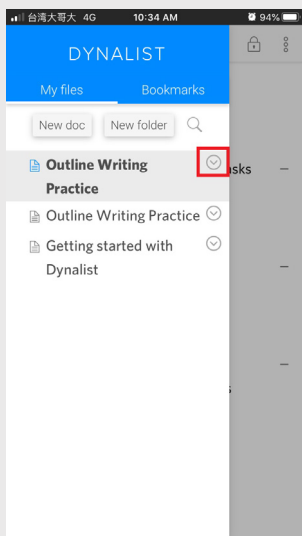 台湾大哥大 4G 10:34 AM 94%
DYNALIST
My files Bookmarks
New doc New folder
Outline Writing
Practice
asks
Outline Writing Practice
Getting started with
Dynalist
s